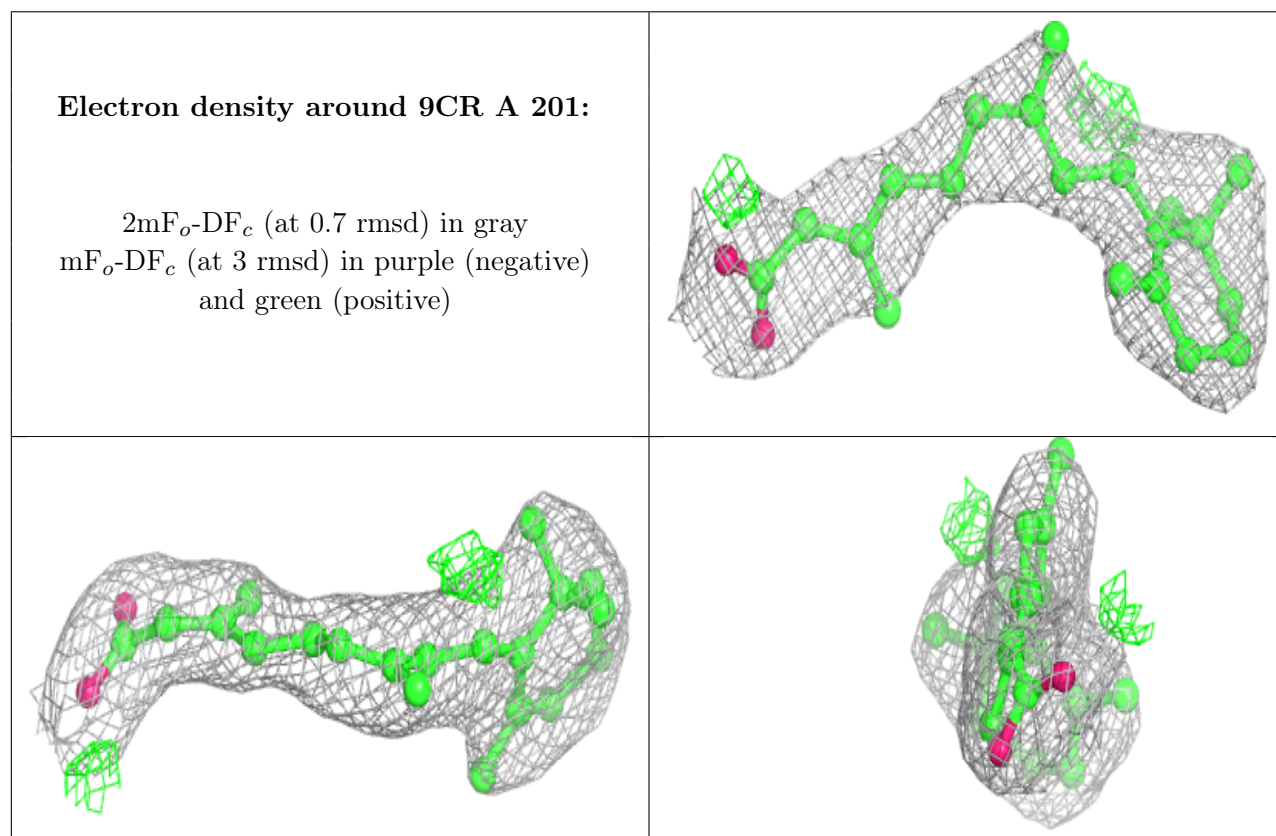 Electron density around 9CR A 201:
2mFₒ-DF𝒸 (at 0.7 rmsd) in gray
mFₒ-DF𝒸 (at 3 rmsd) in purple (negative)
and green (positive)